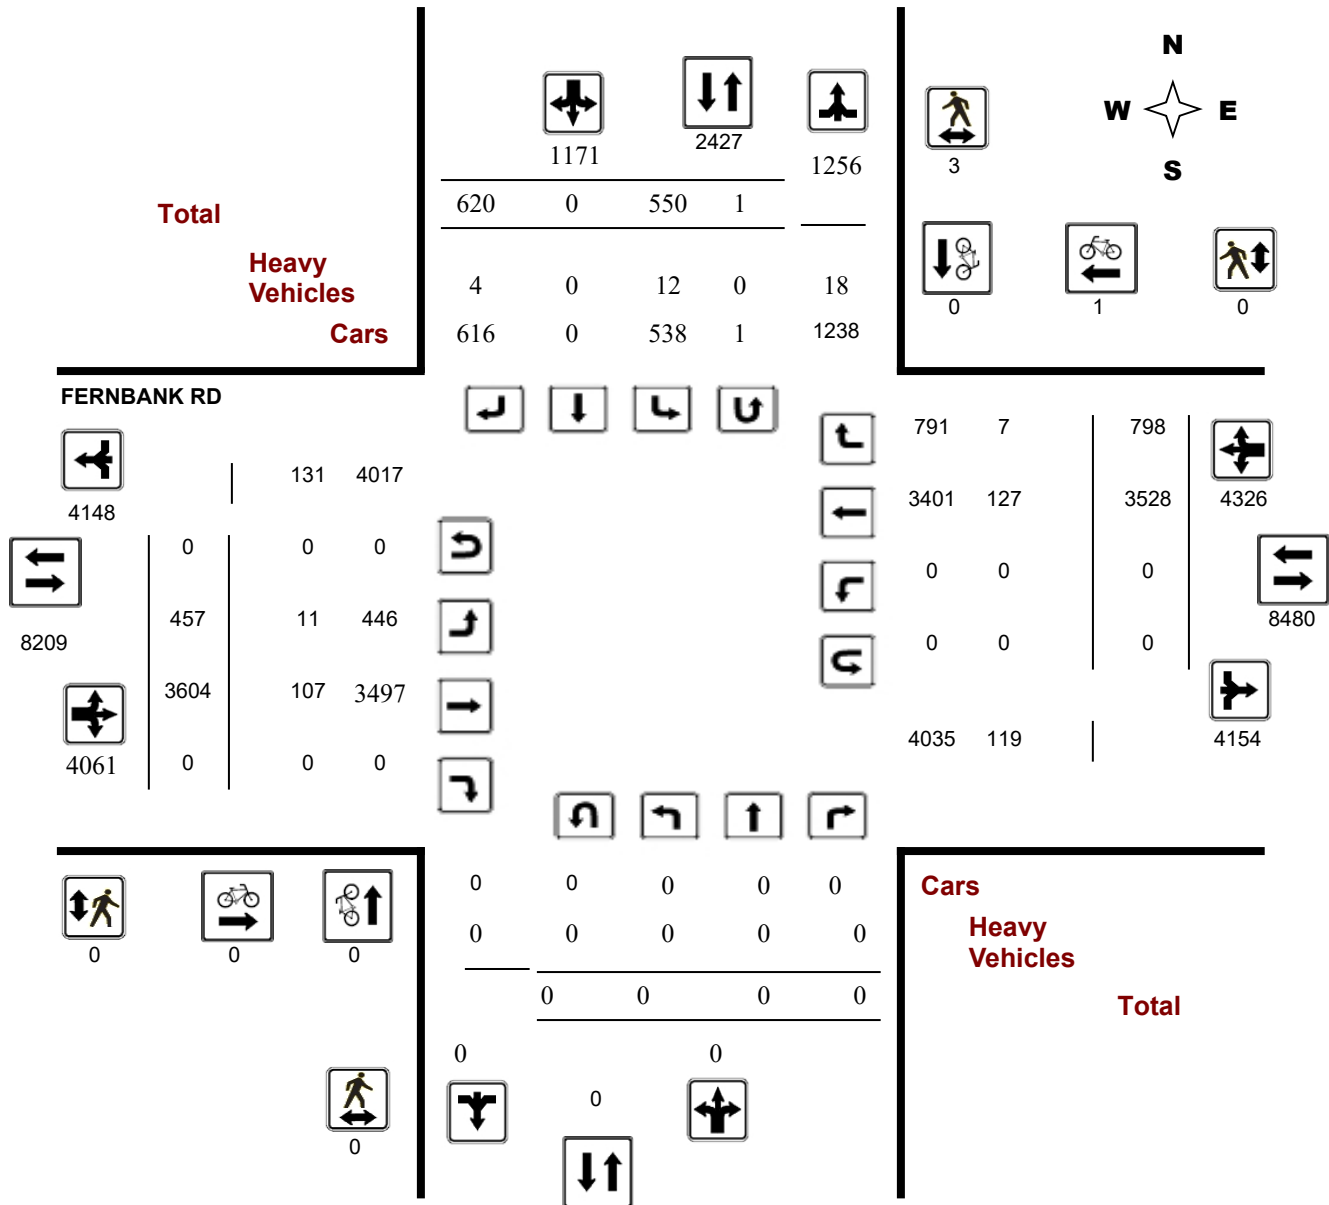 N
W E
S
1171 2427 1256 3
Total 620 0 550 1
Heavy
Vehicles 4 0 12 0 18
0 1 0
Cars 616 0 538 1 1238
FERNBANK RD
791 7 798
131 4017
4148
3401 127 3528 4326
0 0 0
0 0 0
457 11 446
8480
8209
0 0 0
3604 107 3497
4061 0 0 0
4035 119 4154
0 0 0 0 0
Cars
0 0 0 0 0
Heavy
Vehicles
0 0 0
0 0 0 0
Total
0 0
0
0